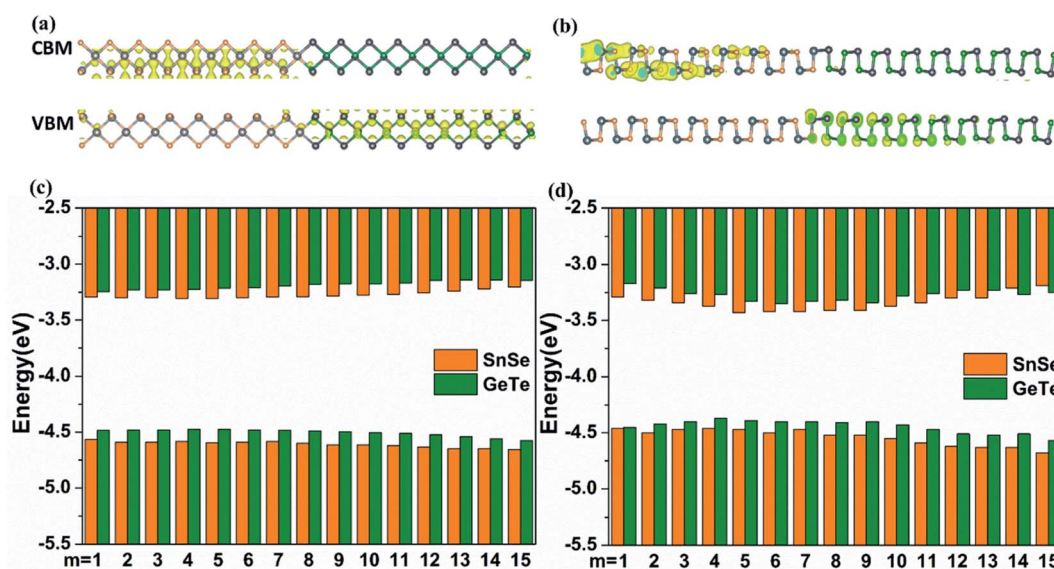 (a)
CBM
VBM
(b)
(c)
-2.5
-3.0
-3.5
-4.0
-4.5
-5.0
-5.5
Energy(eV)
SnSe
GeTe
m=1 2 3 4 5 6 7 8 9 10 11 12 13 14 15
(d)
-2.5
-3.0
-3.5
-4.0
-4.5
-5.0
-5.5
Energy(eV)
SnSe
GeTe
m=1 2 3 4 5 6 7 8 9 10 11 12 13 14 15